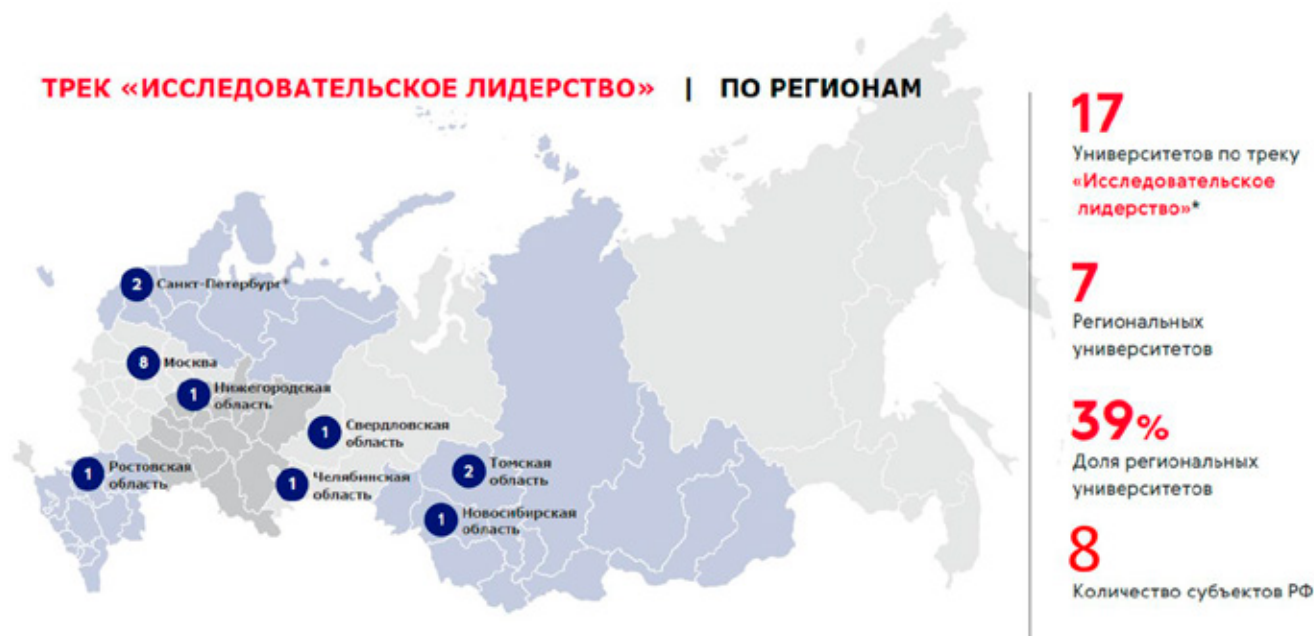 ТРЕК «ИССЛЕДОВАТЕЛЬСКОЕ ЛИДЕРСТВО» | ПО РЕГИОНАМ
2 Санкт-Петербург*
8 Москва
1 Нижегородская
область
1 Свердловская
область
1 Ростовская
область
1 Челябинская
область
2 Томская
область
1 Новосибирская
область
17
Университетов по треку
«Исследовательское
лидерство»*
7
Региональных
университетов
39%
Доля региональных
университетов
8
Количество субъектов РФ